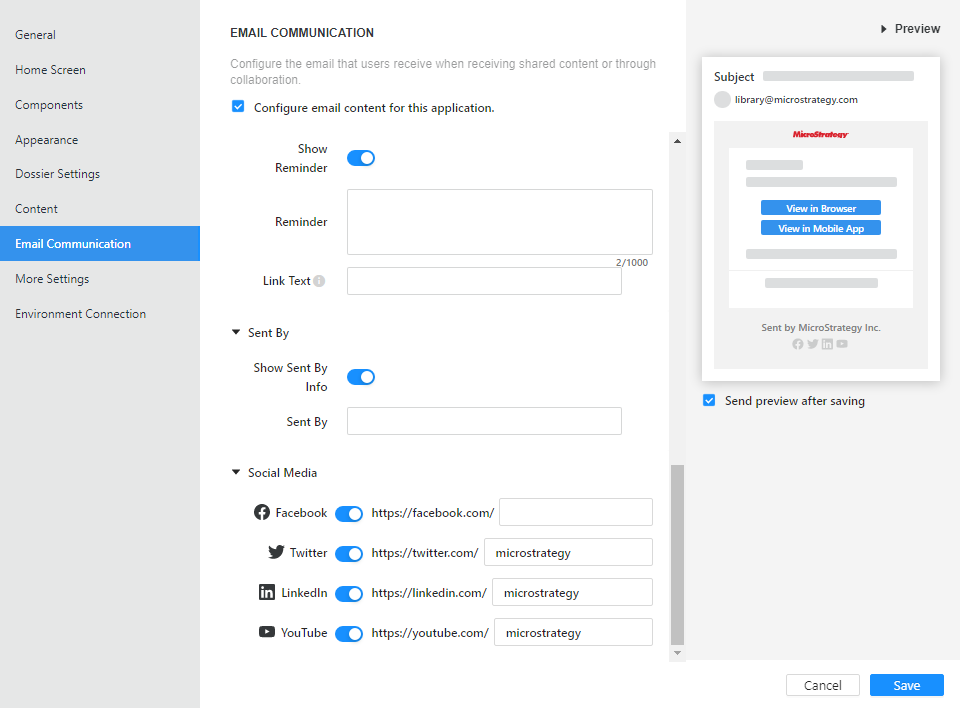 General
Home Screen
Components
Appearance
Dossier Settings
Content
Email Communication
More Settings
Environment Connection
EMAIL COMMUNICATION
Configure the email that users receive when receiving shared content or through
collaboration.
Configure email content for this application.
Show
Reminder
Reminder
2/1000
Link Text
Sent By
Show Sent By
Info
Sent By
Social Media
Facebook https://facebook.com/
Twitter https://twitter.com/ microstrategy
LinkedIn https://linkedin.com/ microstrategy
YouTube https://youtube.com/ microstrategy
Preview
Subject
library@microstrategy.com
MicroStrategy
View in Browser
View in Mobile App
Sent by MicroStrategy Inc.
Send preview after saving
Cancel Save